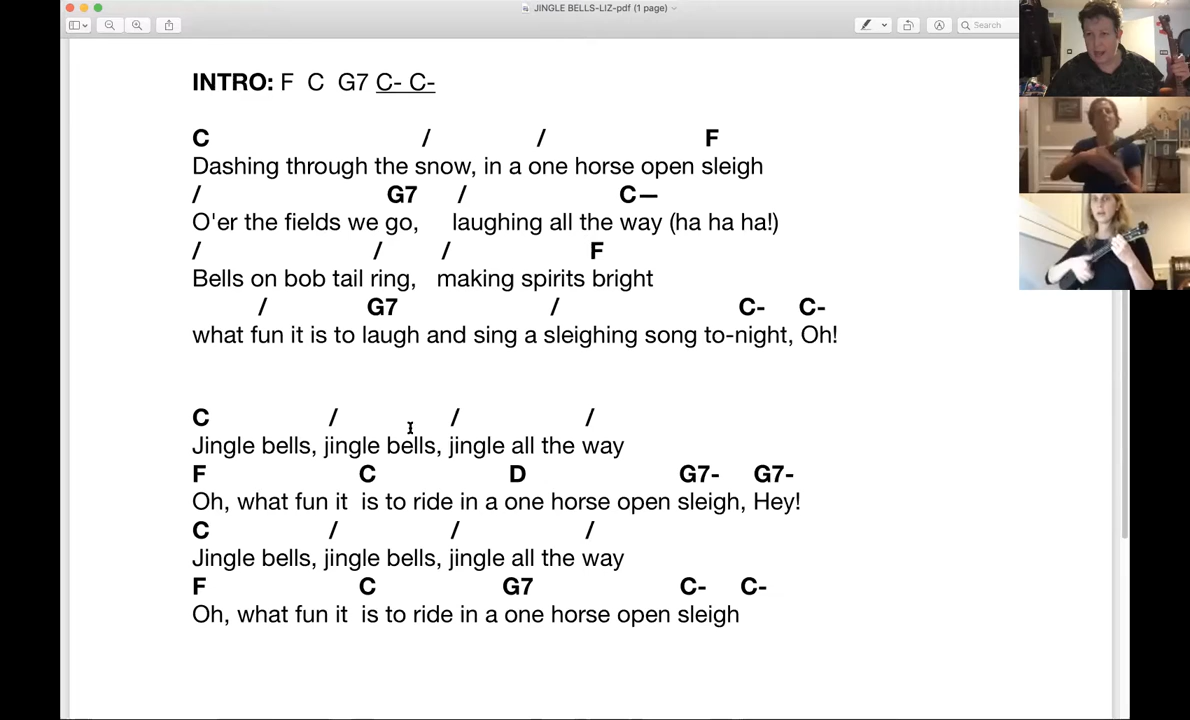 JINGLE BELLS-LIZ-pdf (1 page)
Search
INTRO: F C G7 C- C-
C / / F
Dashing through the snow, in a one horse open sleigh
/ G7 / C—
O'er the fields we go, laughing all the way (ha ha ha!)
/ / / F
Bells on bob tail ring, making spirits bright
/ G7 / C- C-
what fun it is to laugh and sing a sleighing song to-night, Oh!
C / / /
Jingle bells, jingle bells, jingle all the way
F C D G7- G7-
Oh, what fun it is to ride in a one horse open sleigh, Hey!
C / / /
Jingle bells, jingle bells, jingle all the way
F C G7 C- C-
Oh, what fun it is to ride in a one horse open sleigh